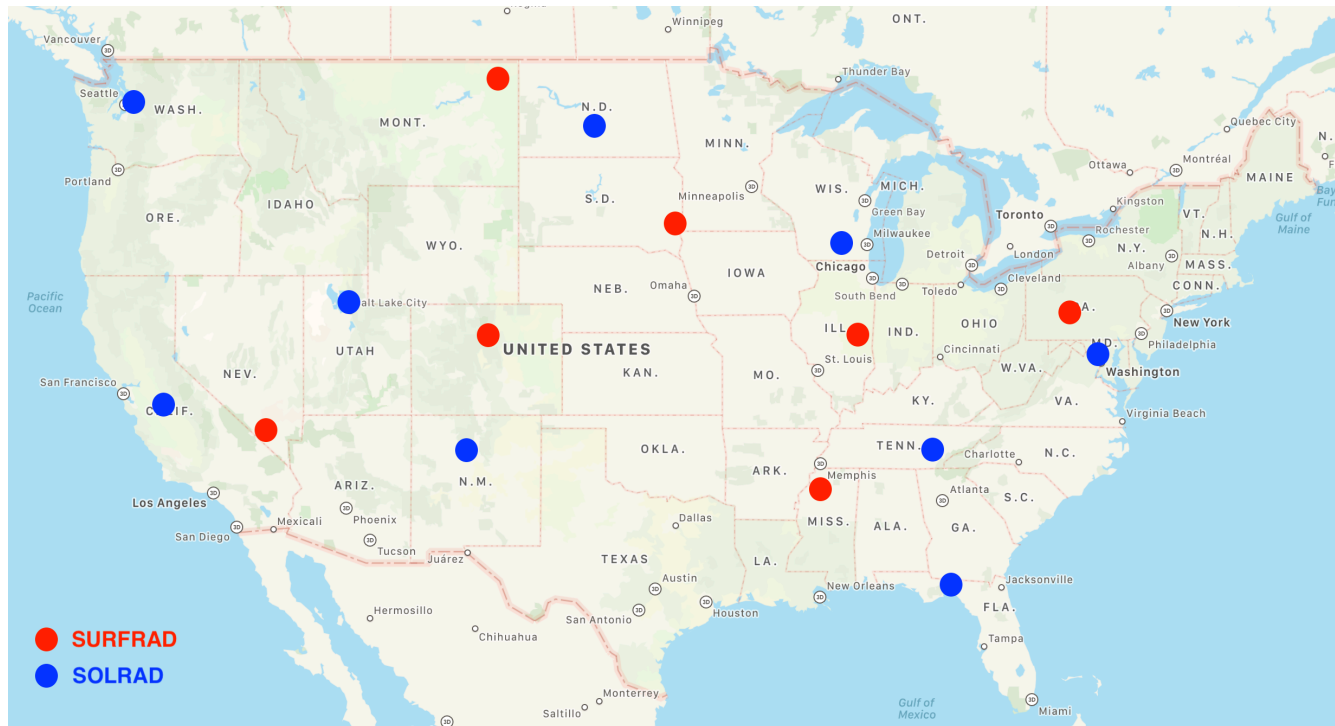 Winnipeg
ONT.
Vancouver
Thunder Bay
Seattle
WASH.
N.D.
MONT.
Quebec City
MINN.
Ottawa
Montréal
Portland
MAINE
WIS.
MICH.
Minneapolis
IDAHO
S.D.
Kingston
ORE.
Green Bay
Toronto
VT.
Gulf of
Maine
WYO.
Milwaukee
Rochester
N.H.
Detroit
London
N.Y.
Albany
MASS.
Chicago
IOWA
Cleveland
Pacific
Ocean
NEB.
Omaha
South Bend
Toledo
CONN.
alt Lake City
A.
New York
ILL
IND.
OHIO
Philadelphia
UTAH
UNITED STATES
Cincinnati
MD.
St. Louis
W.VA.
Washington
NEV.
KAN.
MO.
San Francisco
KY.
VA.
CALIF.
Virginia Beach
OKLA.
TENN.
Charlotte
N.C.
ARK.
Memphis
N.M.
ARIZ.
Los Angeles
Atlanta
S.C.
Phoenix
Mexicali
Dallas
MISS.
ALA.
GA.
San Diego
Tucson
Juárez
TEXAS
LA.
Austin
New Orleans
Jacksonville
Hermosillo
Houston
FLA.
San Antonio
Chihuahua
Tampa
SURFRAD
SOLRAD
Monterrey
Gulf of
Mexico
Saltillo
Miami